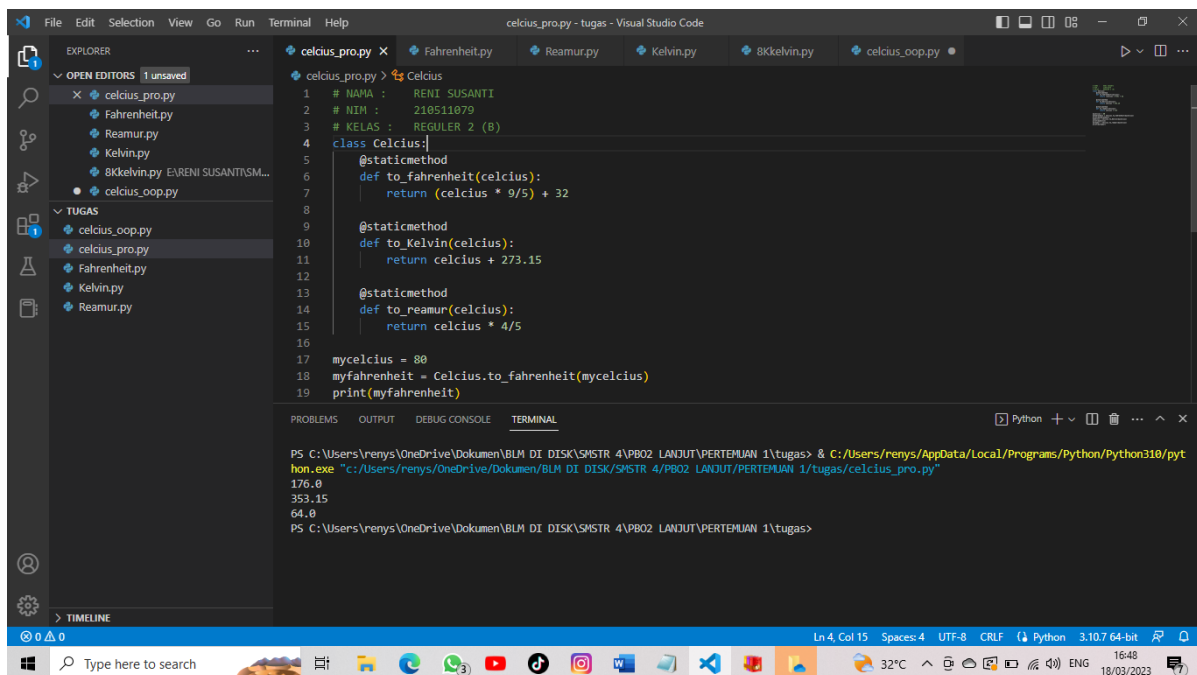 File Edit Selection View Go Run Terminal Help celcius_pro.py - tugas - Visual Studio Code
EXPLORER ...
OPEN EDITORS 1 unsaved
celcius_pro.py
Fahrenheit.py
Reamur.py
Kelvin.py
8Kkelvin.py E:\RENI SUSANTI\SM...
celcius_oop.py
TUGAS
celcius_oop.py
celcius_pro.py
Fahrenheit.py
Kelvin.py
Reamur.py
TIMELINE
1
1
celcius_pro.py Fahrenheit.py Reamur.py Kelvin.py 8Kkelvin.py celcius_oop.py
celcius_pro.py > Celcius
1 # NAMA : RENI SUSANTI
2 # NIM : 210511079
3 # KELAS : REGULER 2 (B)
4 class Celcius:
5 @staticmethod
6 def to_fahrenheit(celcius):
7 return (celcius * 9/5) + 32
8
9 @staticmethod
10 def to_Kelvin(celcius):
11 return celcius + 273.15
12
13 @staticmethod
14 def to_reamur(celcius):
15 return celcius * 4/5
16
17 mycelcius = 80
18 myfahrenheit = Celcius.to_fahrenheit(mycelcius)
19 print(myfahrenheit)
PROBLEMS OUTPUT DEBUG CONSOLE TERMINAL Python
PS C:\Users\renys\OneDrive\Dokumen\BLM DI DISK\SMSTR 4\PBO2 LANJUT\PERTEMUAN 1\tugas> & C:/Users/renys/AppData/Local/Programs/Python/Python310/pyt
hon.exe "c:/Users/renys/OneDrive/Dokumen/BLM DI DISK/SMSTR 4/PBO2 LANJUT/PERTEMUAN 1/tugas/celcius_pro.py"
176.0
353.15
64.0
PS C:\Users\renys\OneDrive\Dokumen\BLM DI DISK\SMSTR 4\PBO2 LANJUT\PERTEMUAN 1\tugas>
0 0 Ln 4, Col 15 Spaces: 4 UTF-8 CRLF Python 3.10.7 64-bit
Type here to search 3 32°C ENG 16:48
18/03/2023 7